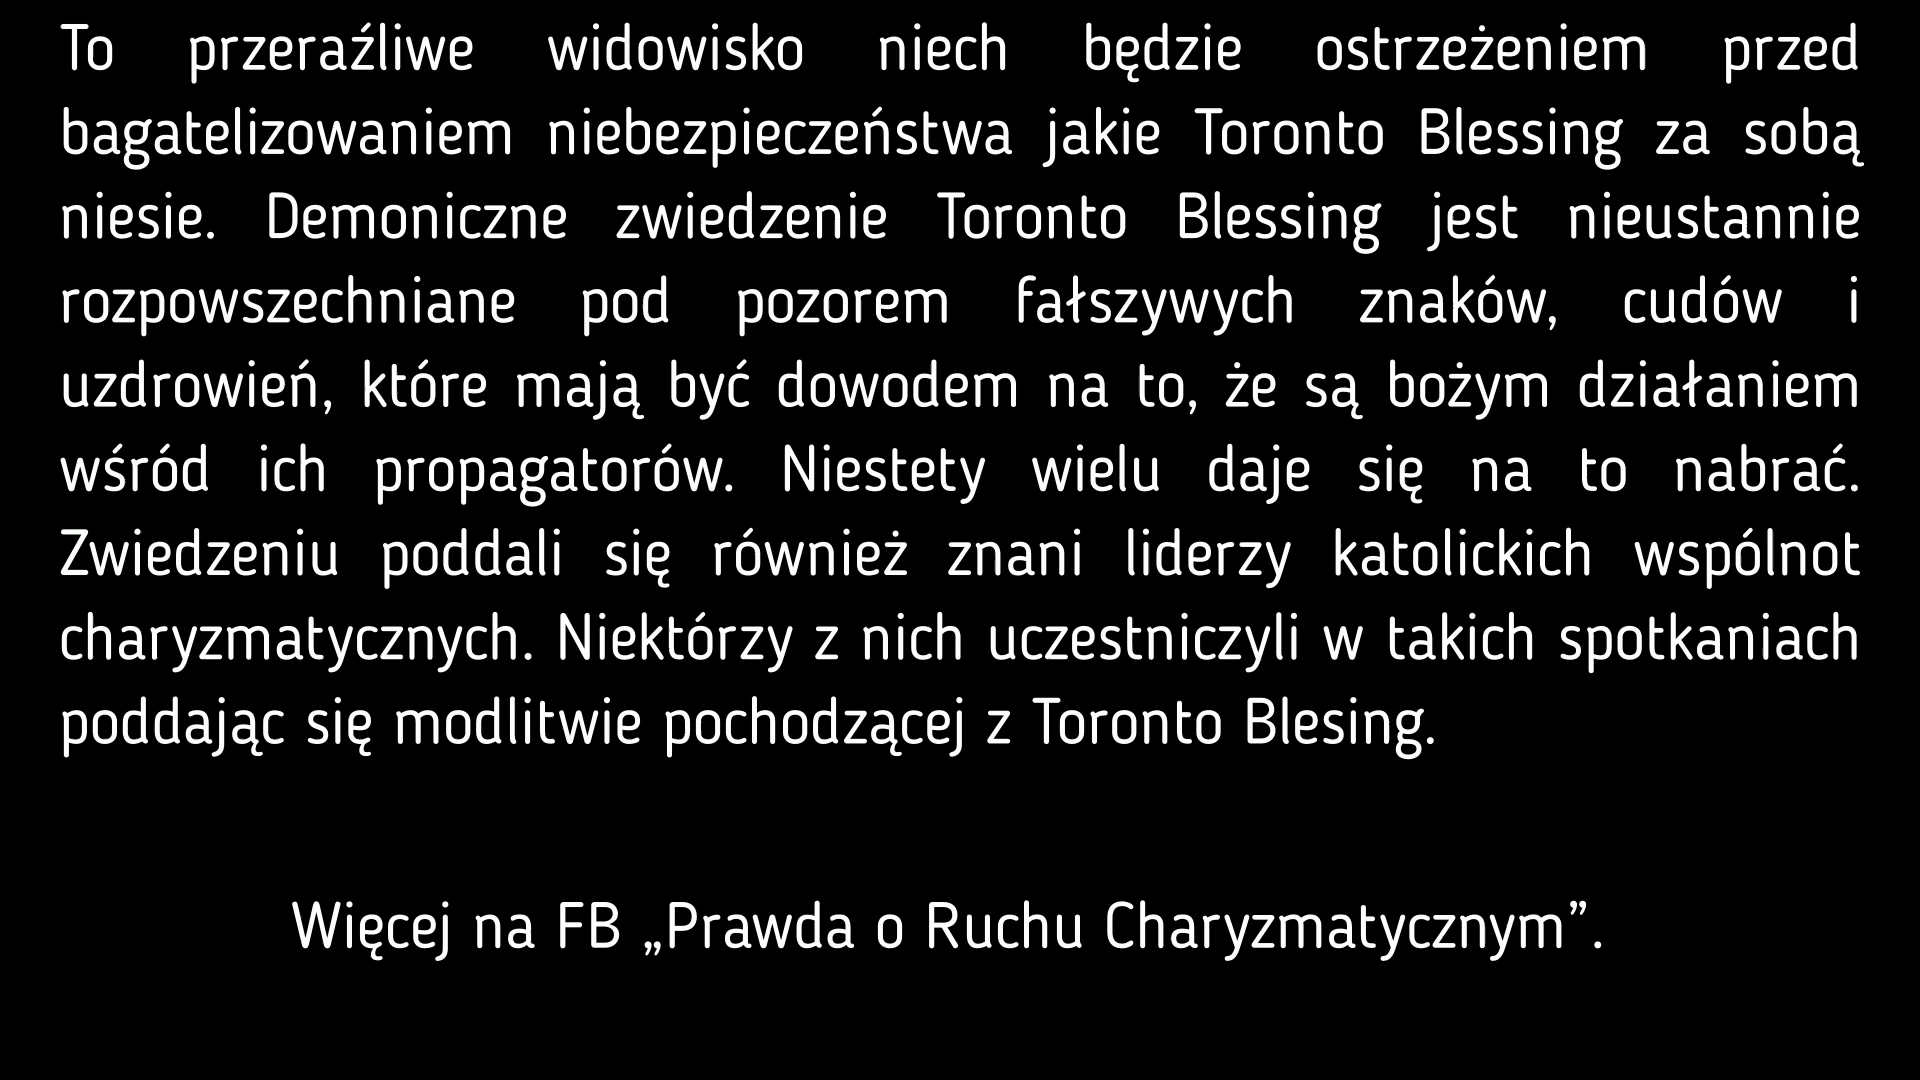 To przeraźliwe widowisko niech będzie ostrzeżeniem przed
bagatelizowaniem niebezpieczeństwa jakie Toronto Blessing za sobą
niesie. Demoniczne zwiedzenie Toronto Blessing jest nieustannie
rozpowszechniane pod pozorem fałszywych znaków, cudów i
uzdrowień, które mają być dowodem na to, że są bożym działaniem
wśród ich propagatorów. Niestety wielu daje się na to nabrać.
Zwiedzeniu poddali się również znani liderzy katolickich wspólnot
charyzmatycznych. Niektórzy z nich uczestniczyli w takich spotkaniach
poddając się modlitwie pochodzącej z Toronto Blesing.
Więcej na FB „Prawda o Ruchu Charyzmatycznym”.